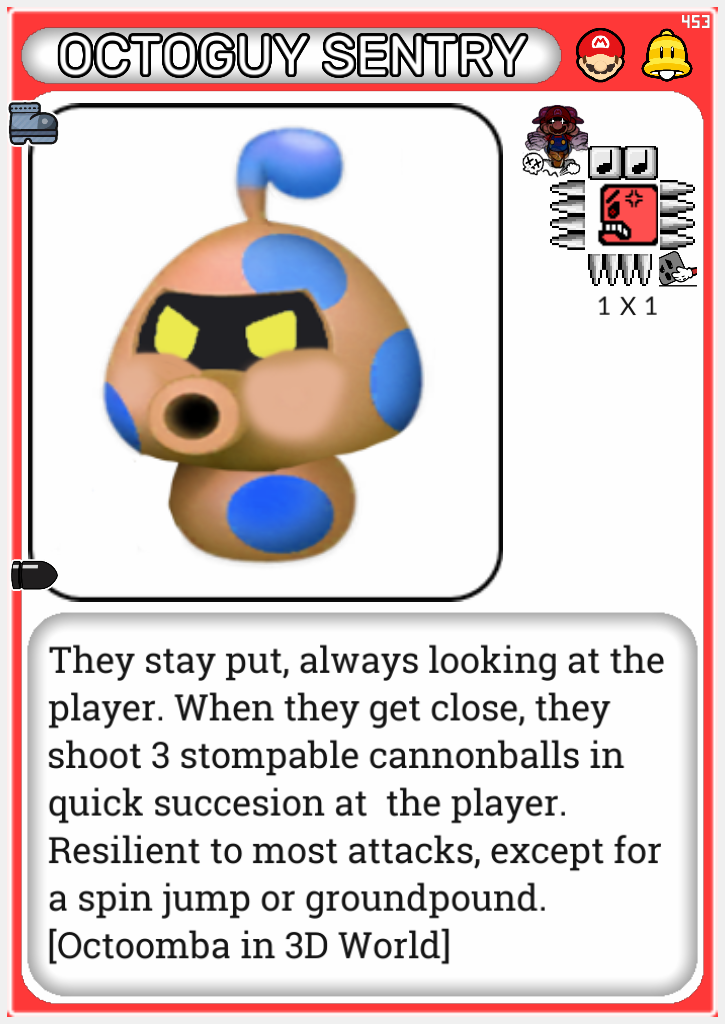 453
OCTOGUY SENTRY
M
1 X 1
They stay put, always looking at the
player. When they get close, they
shoot 3 stompable cannonballs in
quick succesion at  the player.
Resilient to most attacks, except for
a spin jump or groundpound.
[Octoomba in 3D World]